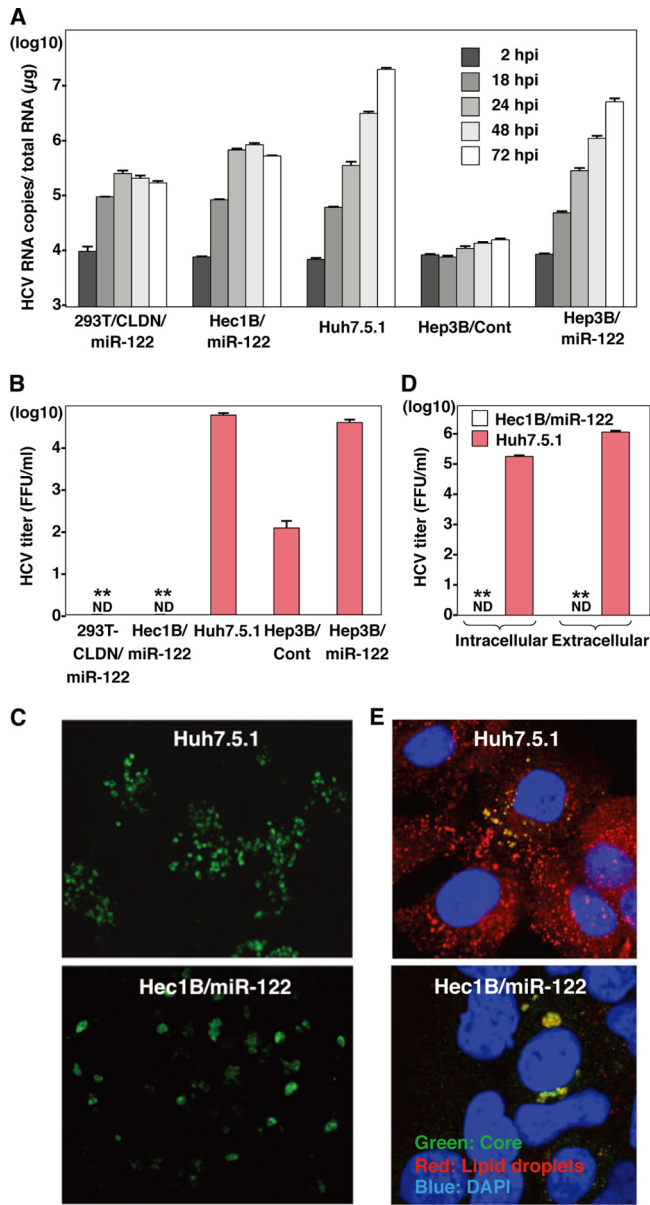 A
(log10)
HCV RNA copies/ total RNA (µg)
7
6
5
4
3
2 hpi
18 hpi
24 hpi
48 hpi
72 hpi
293T/CLDN/
miR-122
Hec1B/
miR-122
Huh7.5.1
Hep3B/Cont
Hep3B/
miR-122
B
(log10)
HCV titer (FFU/ml)
4
3
2
1
0
**
ND
**
ND
293T-
CLDN/
miR-122
Hec1B/
miR-122
Huh7.5.1
Hep3B/
Cont
Hep3B/
miR-122
D
(log10)
HCV titer (FFU/ml)
6
5
4
3
2
1
0
Hec1B/miR-122
Huh7.5.1
**
ND
**
ND
Intracellular
Extracellular
C
Huh7.5.1
Hec1B/miR-122
E
Huh7.5.1
Hec1B/miR-122
Green: Core
Red: Lipid droplets
Blue: DAPI